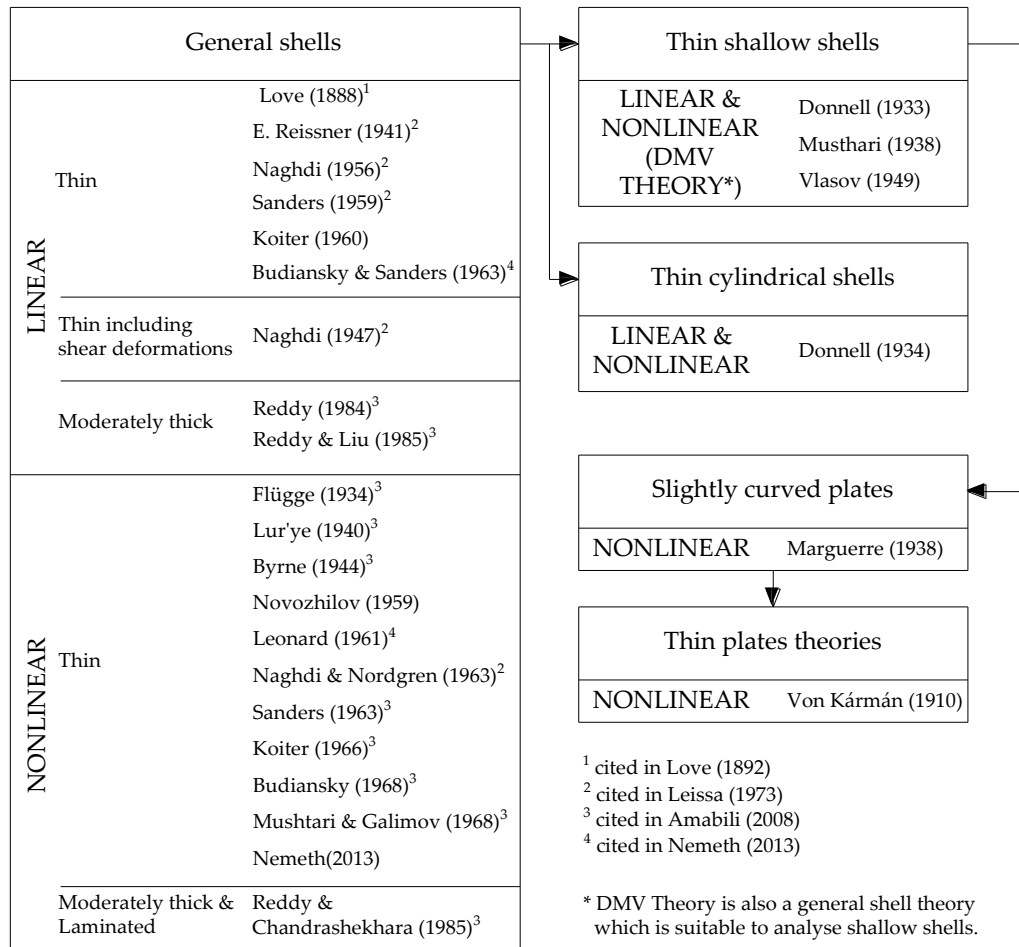 General shells
LINEAR
Thin
Love (1888)1
E. Reissner (1941)2
Naghdi (1956)2
Sanders (1959)2
Koiter (1960)
Budiansky & Sanders (1963)4
Thin including
shear deformations
Naghdi (1947)2
Moderately thick
Reddy (1984)3
Reddy & Liu (1985)3
NONLINEAR
Thin
Flügge (1934)3
Lur'ye (1940)3
Byrne (1944)3
Novozhilov (1959)
Leonard (1961)4
Naghdi & Nordgren (1963)2
Sanders (1963)3
Koiter (1966)3
Budiansky (1968)3
Mushtari & Galimov (1968)3
Nemeth(2013)
Moderately thick &
Laminated
Reddy &
Chandrashekhara (1985)3
Thin shallow shells
LINEAR &
NONLINEAR
(DMV
THEORY*)
Donnell (1933)
Musthari (1938)
Vlasov (1949)
Thin cylindrical shells
LINEAR &
NONLINEAR
Donnell (1934)
Slightly curved plates
NONLINEAR
Marguerre (1938)
Thin plates theories
NONLINEAR
Von Kármán (1910)
1 cited in Love (1892)
2 cited in Leissa (1973)
3 cited in Amabili (2008)
4 cited in Nemeth (2013)
* DMV Theory is also a general shell theory
which is suitable to analyse shallow shells.